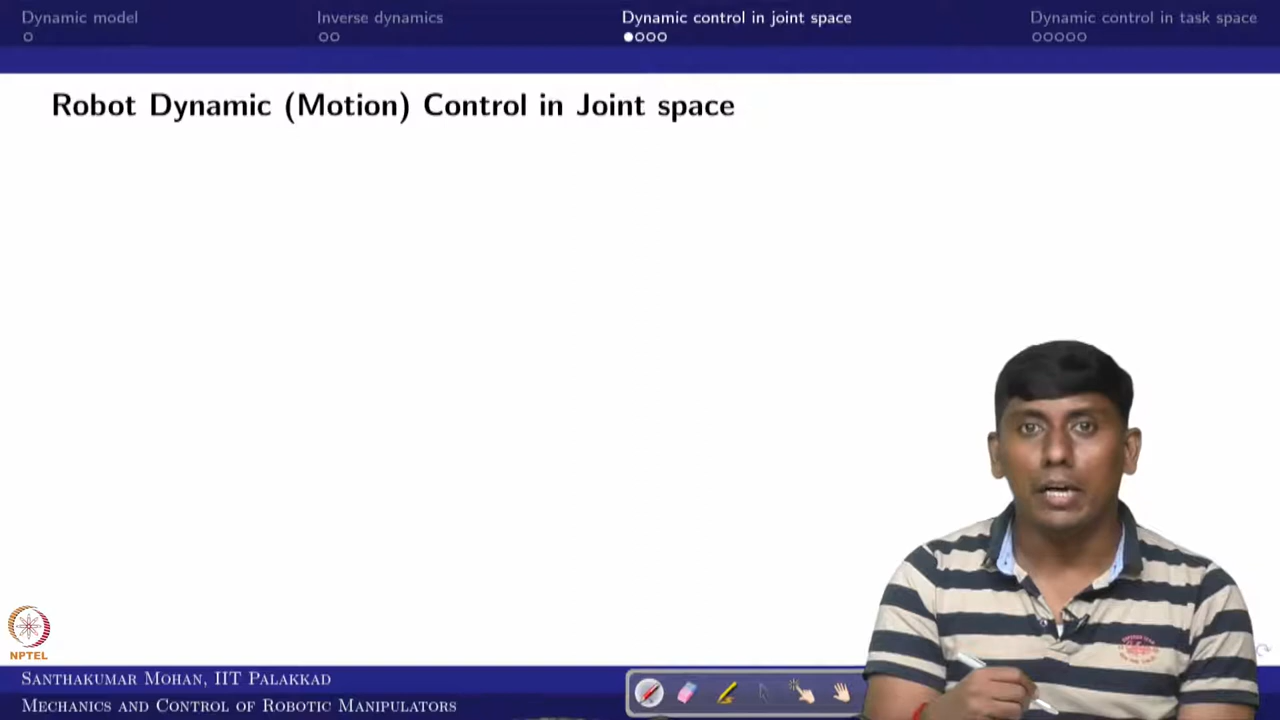 Dynamic model
Inverse dynamics
Dynamic control in joint space
Dynamic control in task space
Robot Dynamic (Motion) Control in Joint space
NPTEL
SANTHAKUMAR MOHAN, IIT PALAKKAD
MECHANICS AND CONTROL OF ROBOTIC MANIPULATORS